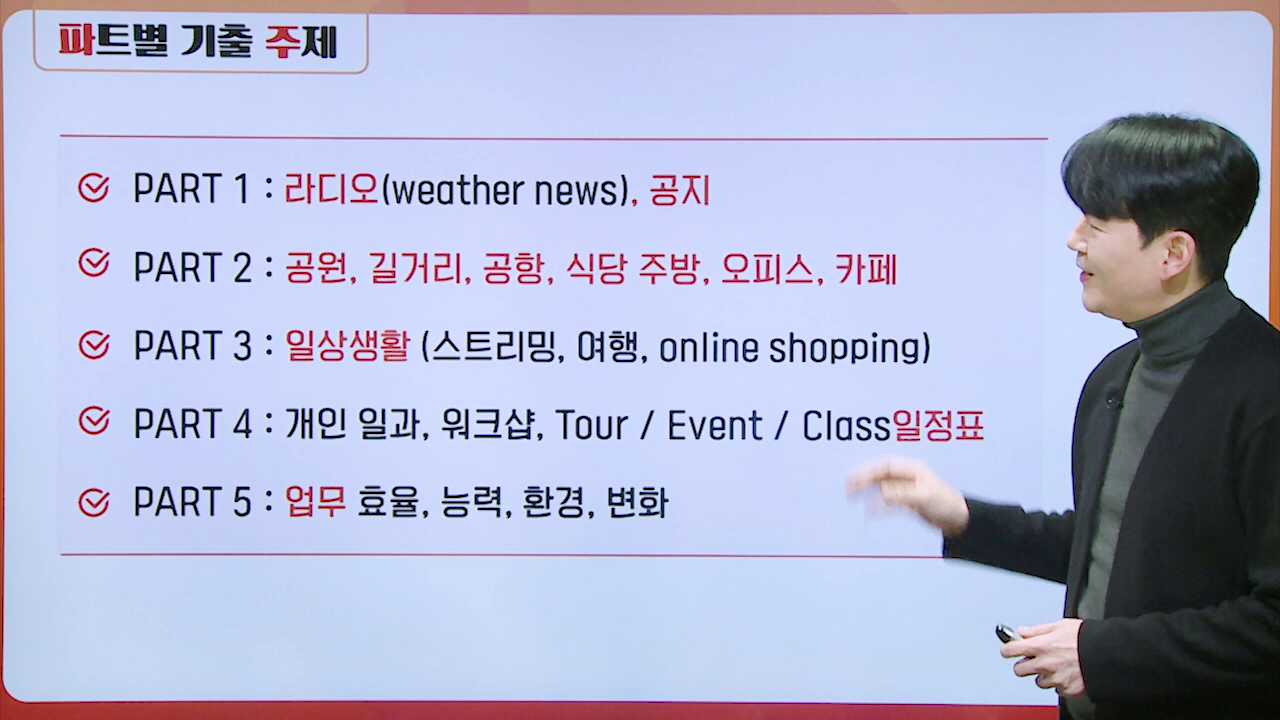 파트별 기출 주제
PART 1 : 라디오(weather news), 공지
PART 2 : 공원, 길거리, 공항, 식당 주방, 오피스, 카페
PART 3 : 일상생활 (스트리밍, 여행, online shopping)
PART 4 : 개인 일과, 워크샵, Tour / Event / Class일정표
PART 5 : 업무 효율, 능력, 환경, 변화